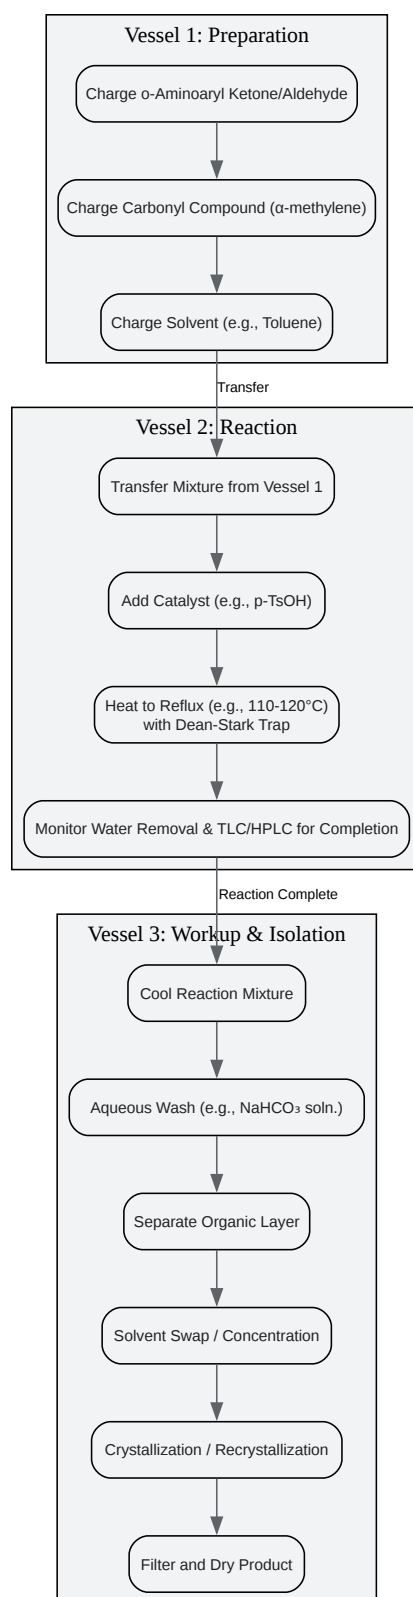 Vessel 1: Preparation
Charge o-Aminoaryl Ketone/Aldehyde
Charge Carbonyl Compound (α-methylene)
Charge Solvent (e.g., Toluene)
Transfer
Vessel 2: Reaction
Transfer Mixture from Vessel 1
Add Catalyst (e.g., p-TsOH)
Heat to Reflux (e.g., 110-120°C)
with Dean-Stark Trap
Monitor Water Removal & TLC/HPLC for Completion
Reaction Complete
Vessel 3: Workup & Isolation
Cool Reaction Mixture
Aqueous Wash (e.g., NaHCO₃ soln.)
Separate Organic Layer
Solvent Swap / Concentration
Crystallization / Recrystallization
Filter and Dry Product